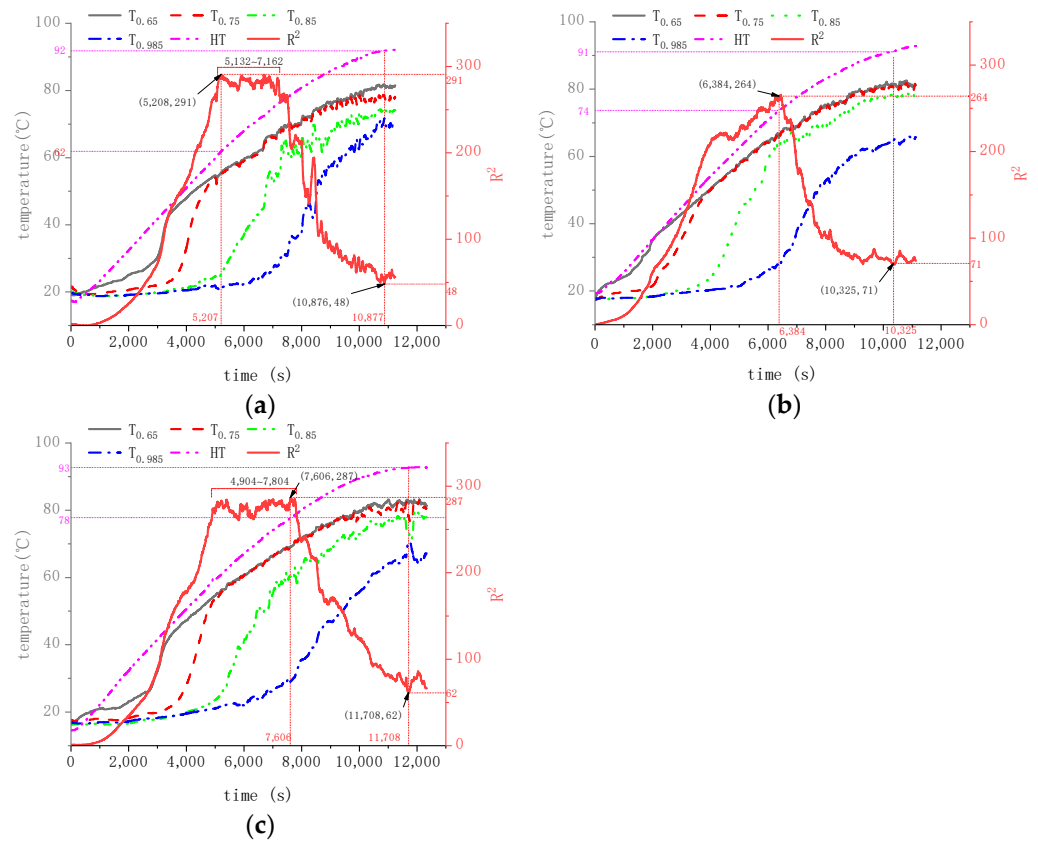 T0.65 T0.75 T0.85
T0.985 HT R2
100
80
60
40
20
temperature(℃)
92
62
5,132~7,162
(5,208, 291)
(10,876, 48)
5,207
10,877
300
291
200
100
48
0
R2
0 2,000 4,000 6,000 8,000 10,000 12,000
time (s)
(a)
T0.65 T0.75 T0.85
T0.985 HT R2
100
80
60
40
20
temperature(℃)
91
74
(6,384, 264)
(10,325, 71)
6,384
10,325
300
264
200
100
71
0
R2
0 2,000 4,000 6,000 8,000 10,000 12,000
time (s)
(b)
T0.65 T0.75 T0.85
T0.985 HT R2
100
80
60
40
20
temperature(℃)
93
78
4,904~7,804
(7,606, 287)
(11,708, 62)
7,606
11,708
300
287
200
100
62
0
R2
0 2,000 4,000 6,000 8,000 10,000 12,000
time (s)
(c)